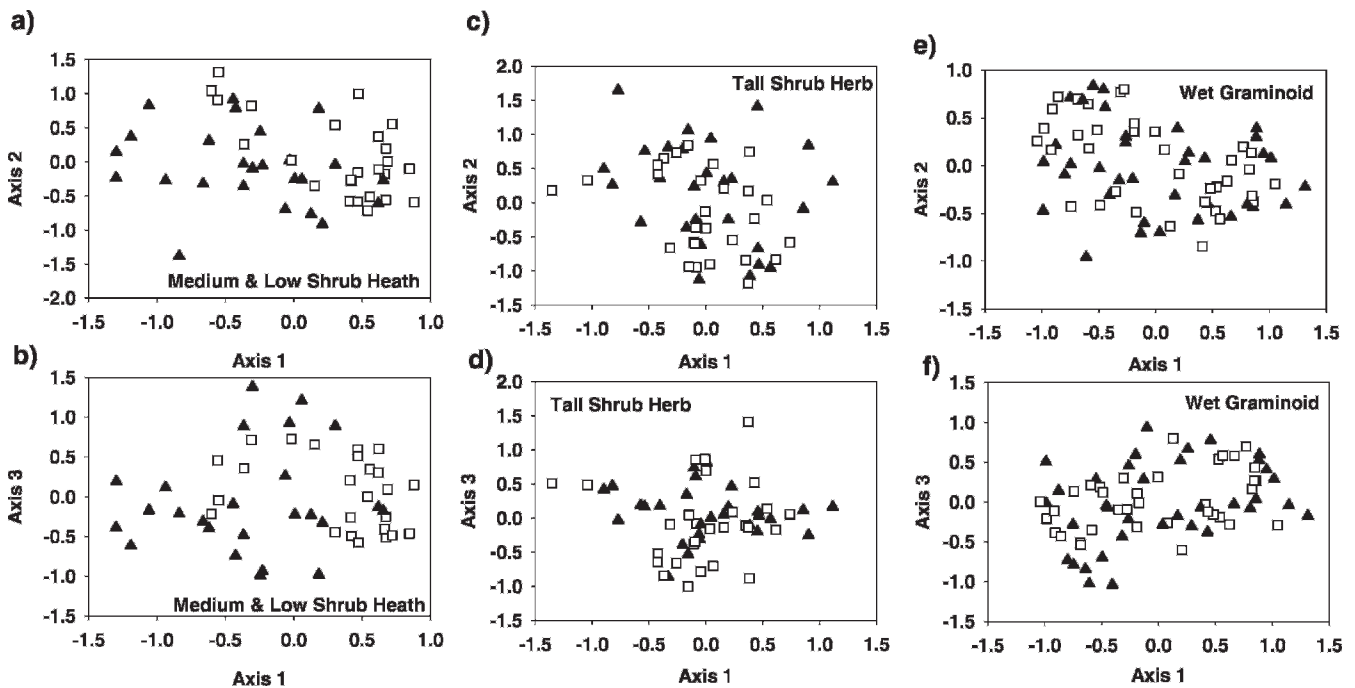 a)
1.5
1.0
0.5
0.0
-0.5
-1.0
-1.5
-2.0
Axis 2
Medium & Low Shrub Heath
-1.5 -1.0 -0.5 0.0 0.5 1.0
Axis 1
b)
1.5
1.0
0.5
0.0
-0.5
-1.0
-1.5
Axis 3
Medium & Low Shrub Heath
-1.5 -1.0 -0.5 0.0 0.5 1.0
Axis 1
c)
2.0
1.5
1.0
0.5
0.0
-0.5
-1.0
-1.5
Axis 2
Tall Shrub Herb
-1.5 -1.0 -0.5 0.0 0.5 1.0 1.5
Axis 1
d)
2.0
1.5
1.0
0.5
0.0
-0.5
-1.0
-1.5
Axis 3
Tall Shrub Herb
-1.5 -1.0 -0.5 0.0 0.5 1.0 1.5
Axis 1
e)
1.0
0.5
0.0
-0.5
-1.0
-1.5
Axis 2
Wet Graminoid
-1.5 -1.0 -0.5 0.0 0.5 1.0 1.5
Axis 1
f)
1.5
1.0
0.5
0.0
-0.5
-1.0
-1.5
Axis 3
Wet Graminoid
-1.5 -1.0 -0.5 0.0 0.5 1.0 1.5
Axis 1